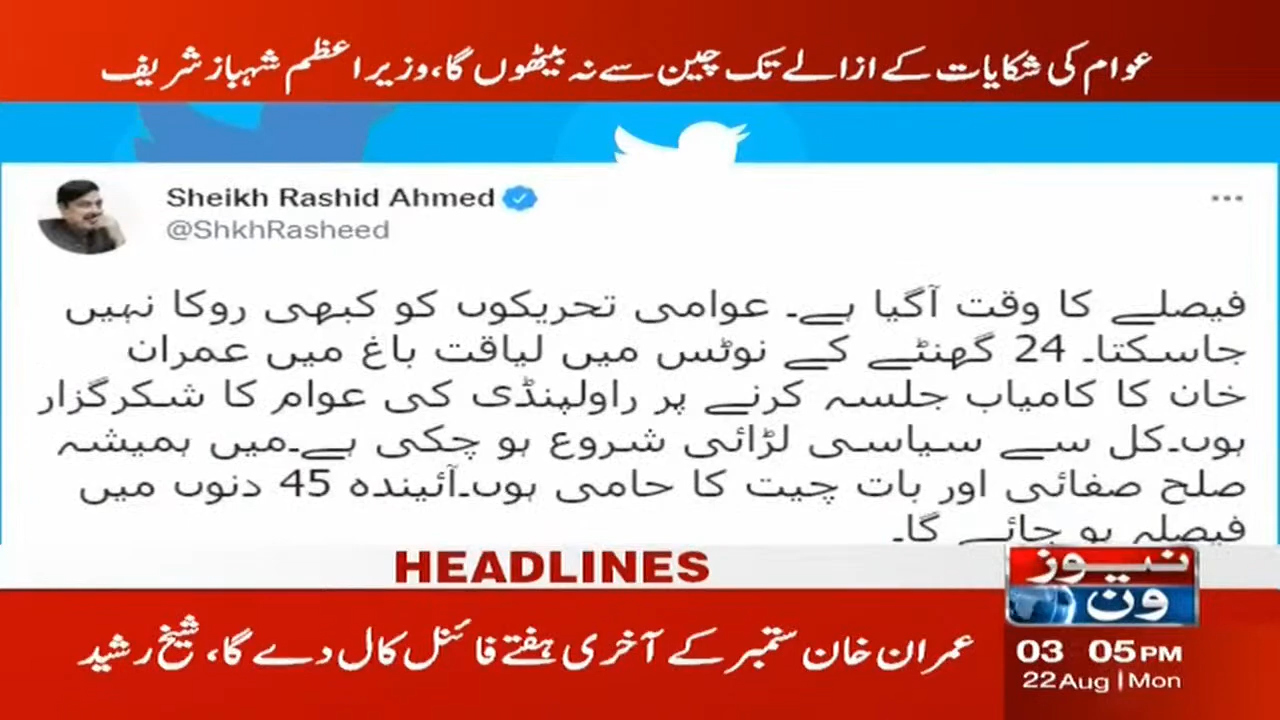 عوام کی شکایات کے ازالے تک چین سے نہ بیٹھوں گا، وزیراعظم شہباز شریف
Sheikh Rashid Ahmed
@ShkhRasheed
فیصلے کا وقت آگیا ہے۔ عوامی تحریکوں کو کبھی روکا نہیں
جاسکتا۔ 24 گھنٹے کے نوٹس میں لیاقت باغ میں عمران
خان کا کامیاب جلسہ کرنے پر راولپنڈی کی عوام کا شکرگزار
ہوں۔کل سے سیاسی لڑائی شروع ہو چکی ہے۔میں ہمیشہ
صلح صفائی اور بات چیت کا حامی ہوں۔آئیندہ 45 دنوں میں
فیصلہ ہو جائے گا۔
HEADLINES
نیوز
ون
عمران خان ستمبر کے آخری ہفتے فائنل کال دے گا، شیخ رشید
03 05 PM
22 Aug | Mon